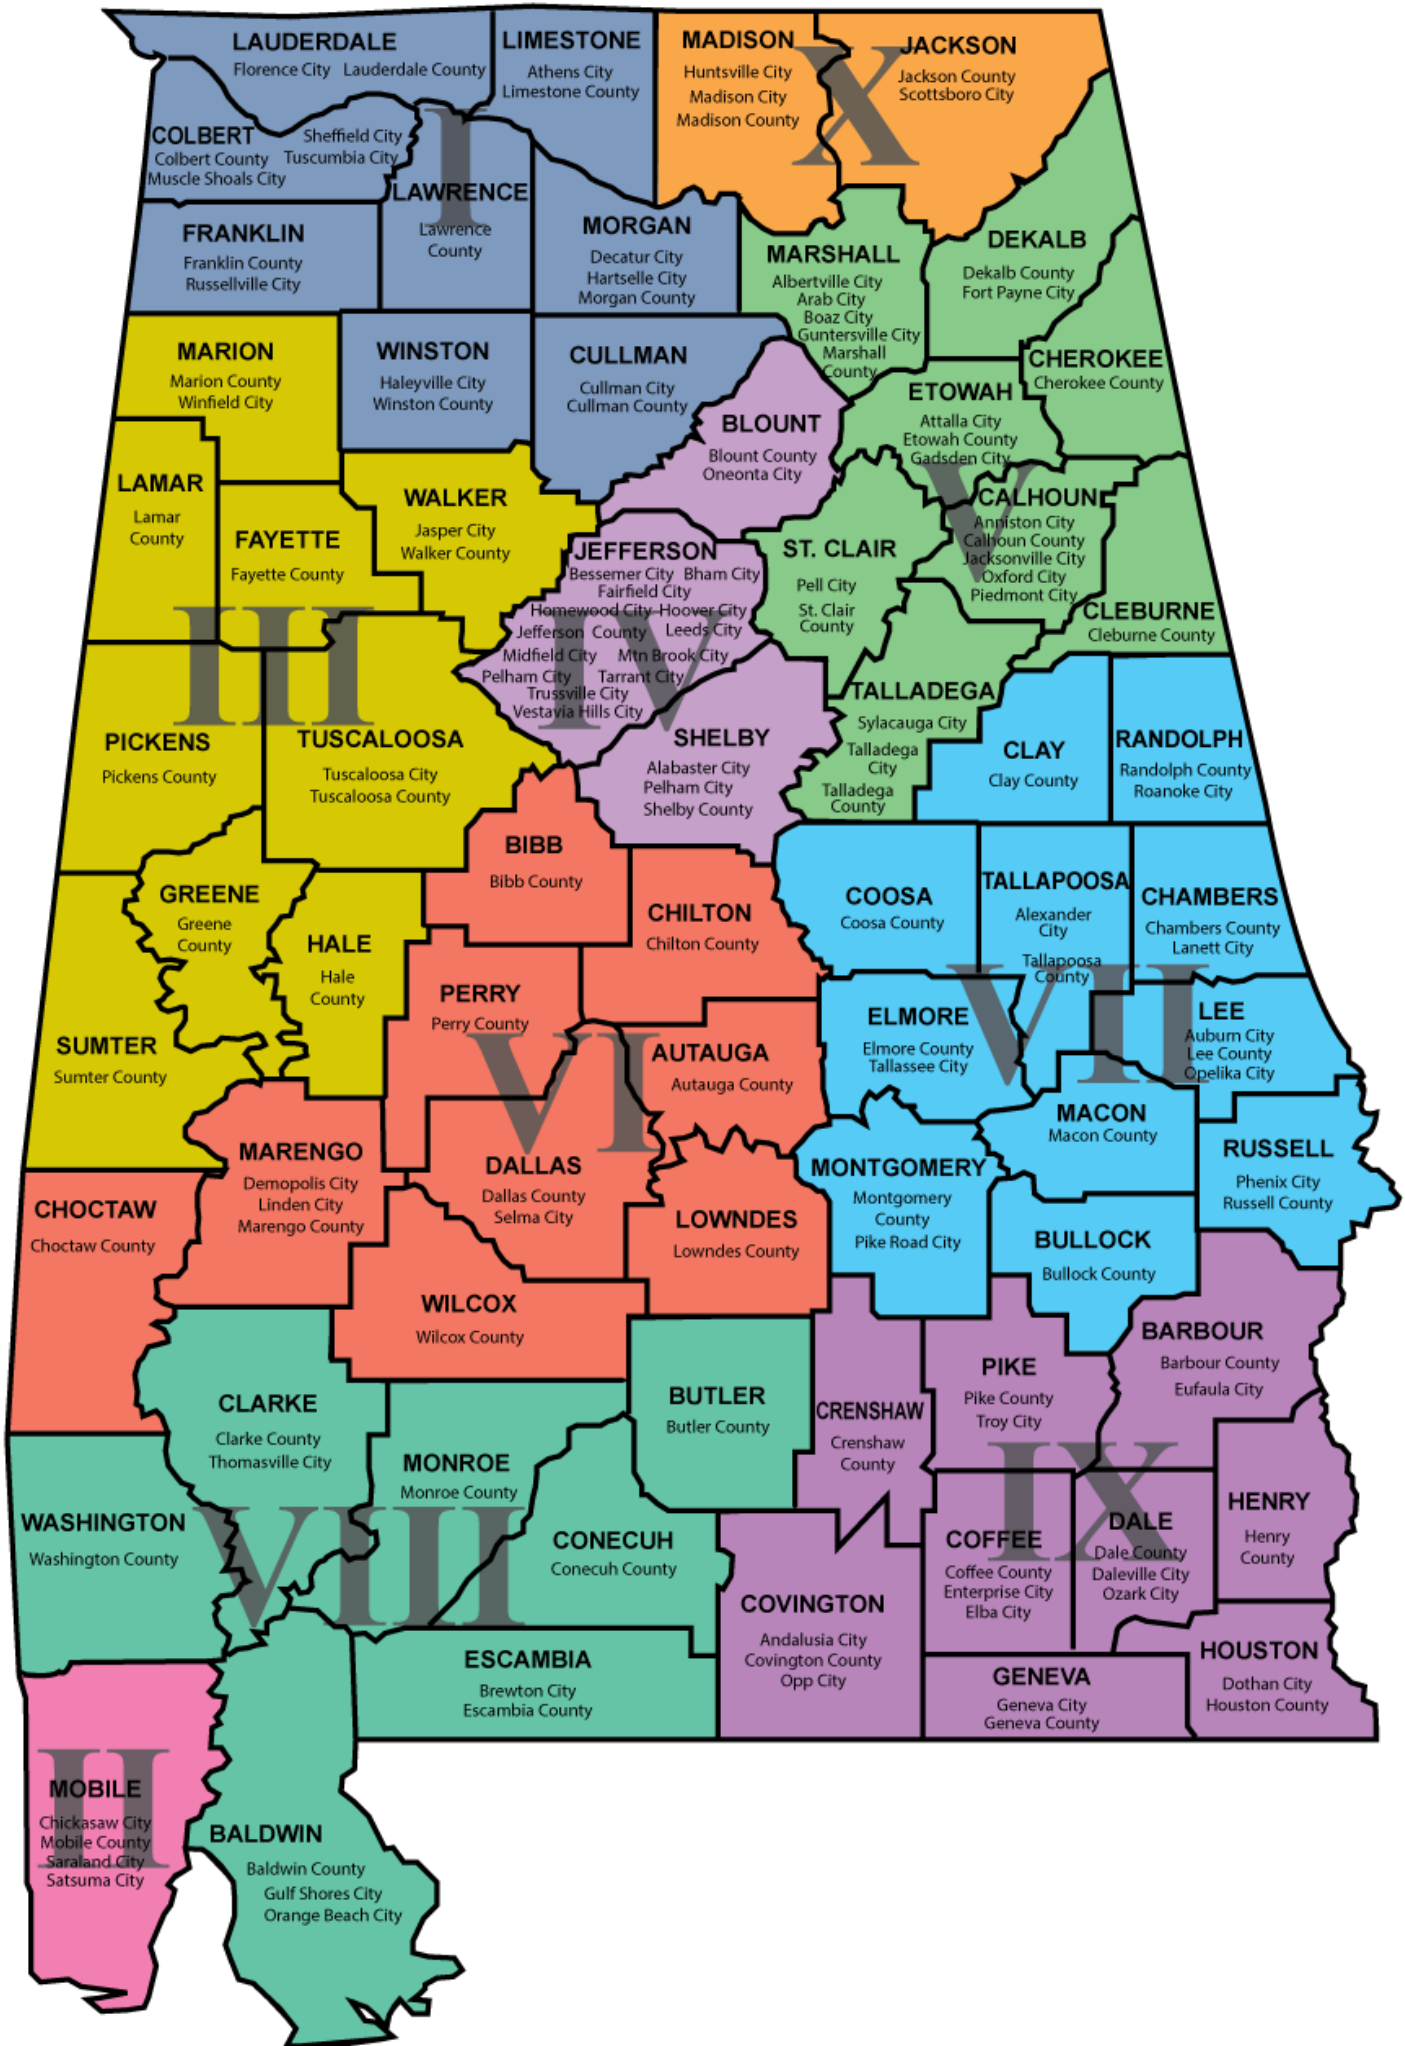 LAUDERDALE
Florence City Lauderdale County
LIMESTONE
Athens City
Limestone County
MADISON
Huntsville City
Madison City
Madison County
JACKSON
Jackson County
Scottsboro City
X
COLBERT
Sheffield City
Colbert County Tuscumbia City
Muscle Shoals City
I
LAWRENCE
Lawrence
County
FRANKLIN
Franklin County
Russellville City
MORGAN
Decatur City
Hartselle City
Morgan County
MARSHALL
Albertville City
Arab City
Boaz City
Guntersville City
Marshall
County
DEKALB
Dekalb County
Fort Payne City
CHEROKEE
Cherokee County
MARION
Marion County
Winfield City
WINSTON
Haleyville City
Winston County
CULLMAN
Cullman City
Cullman County
BLOUNT
Blount County
Oneonta City
ETOWAH
Attalla City
Etowah County
Gadsden City
V
LAMAR
Lamar
County
FAYETTE
Fayette County
WALKER
Jasper City
Walker County
JEFFERSON
Bessemer City Bham City
Fairfield City
Homewood City Hoover City
Jefferson County Leeds City
Midfield City Mtn Brook City
Pelham City Tarrant City
Trussville City
Vestavia Hills City
IV
ST. CLAIR
Pell City
St. Clair
County
CALHOUN
Anniston City
Calhoun County
Jacksonville City
Oxford City
Piedmont City
CLEBURNE
Cleburne County
III
PICKENS
Pickens County
TUSCALOOSA
Tuscaloosa City
Tuscaloosa County
SHELBY
Alabaster City
Pelham City
Shelby County
TALLADEGA
Sylacauga City
Talladega
City
Talladega
County
CLAY
Clay County
RANDOLPH
Randolph County
Roanoke City
GREENE
Greene
County
HALE
Hale
County
BIBB
Bibb County
CHILTON
Chilton County
COOSA
Coosa County
TALLAPOOSA
Alexander
City
Tallapoosa
County
CHAMBERS
Chambers County
Lanett City
VII
SUMTER
Sumter County
PERRY
Perry County
VI
AUTAUGA
Autauga County
ELMORE
Elmore County
Tallassee City
LEE
Auburn City
Lee County
Opelika City
MACON
Macon County
RUSSELL
Phenix City
Russell County
CHOCTAW
Choctaw County
MARENGO
Demopolis City
Linden City
Marengo County
DALLAS
Dallas County
Selma City
LOWNDES
Lowndes County
MONTGOMERY
Montgomery
County
Pike Road City
BULLOCK
Bullock County
WILCOX
Wilcox County
CLARKE
Clarke County
Thomasville City
MONROE
Monroe County
BUTLER
Butler County
CRENSHAW
Crenshaw
County
PIKE
Pike County
Troy City
BARBOUR
Barbour County
Eufaula City
IX
WASHINGTON
Washington County
VIII
CONECUH
Conecuh County
COVINGTON
Andalusia City
Covington County
Opp City
COFFEE
Coffee County
Enterprise City
Elba City
DALE
Dale County
Daleville City
Ozark City
HENRY
Henry
County
ESCAMBIA
Brewton City
Escambia County
GENEVA
Geneva City
Geneva County
HOUSTON
Dothan City
Houston County
II
MOBILE
Chickasaw City
Mobile County
Saraland City
Satsuma City
BALDWIN
Baldwin County
Gulf Shores City
Orange Beach City